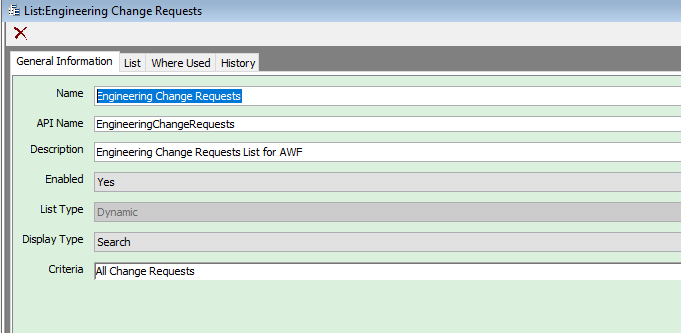 List:Engineering Change Requests
General Information List Where Used History
Name Engineering Change Requests
API Name EngineeringChangeRequests
Description Engineering Change Requests List for AWF
Enabled Yes
List Type Dynamic
Display Type Search
Criteria All Change Requests